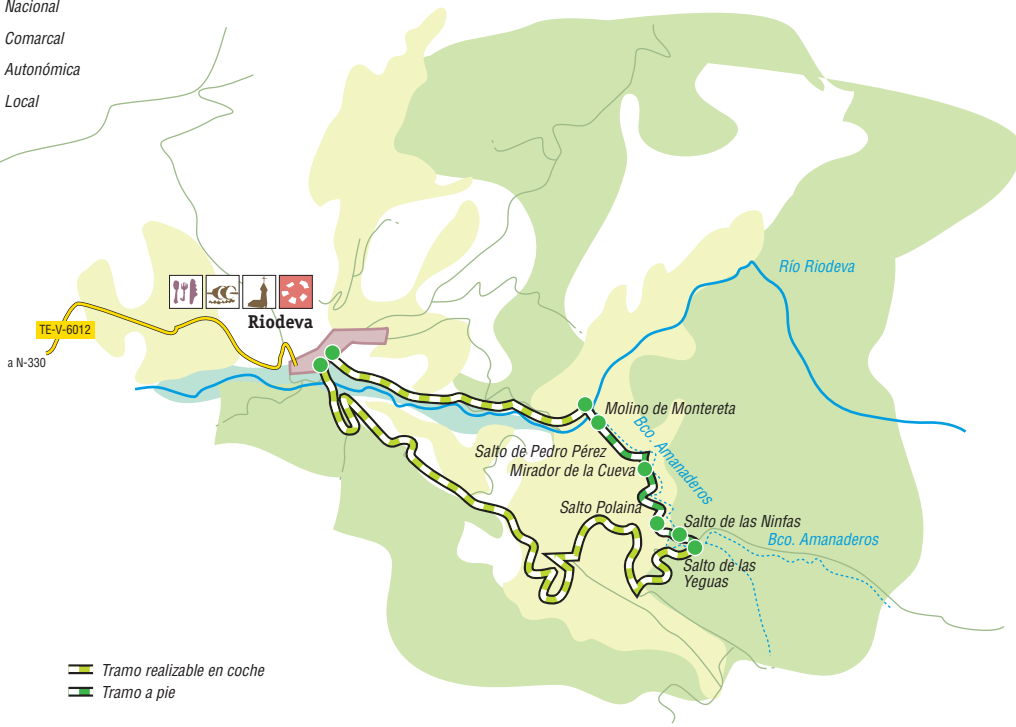 Nacional
Comarcal
Autonómica
Local
Río Riodeva
Riodeva
TE-V-6012
a N-330
Molino de Montereta
Bco. Amanaderos
Salto de Pedro Pérez
Mirador de la Cueva
Salto Polaina
Salto de las Ninfas
Bco. Amanaderos
Salto de las
Yeguas
Tramo realizable en coche
Tramo a pie